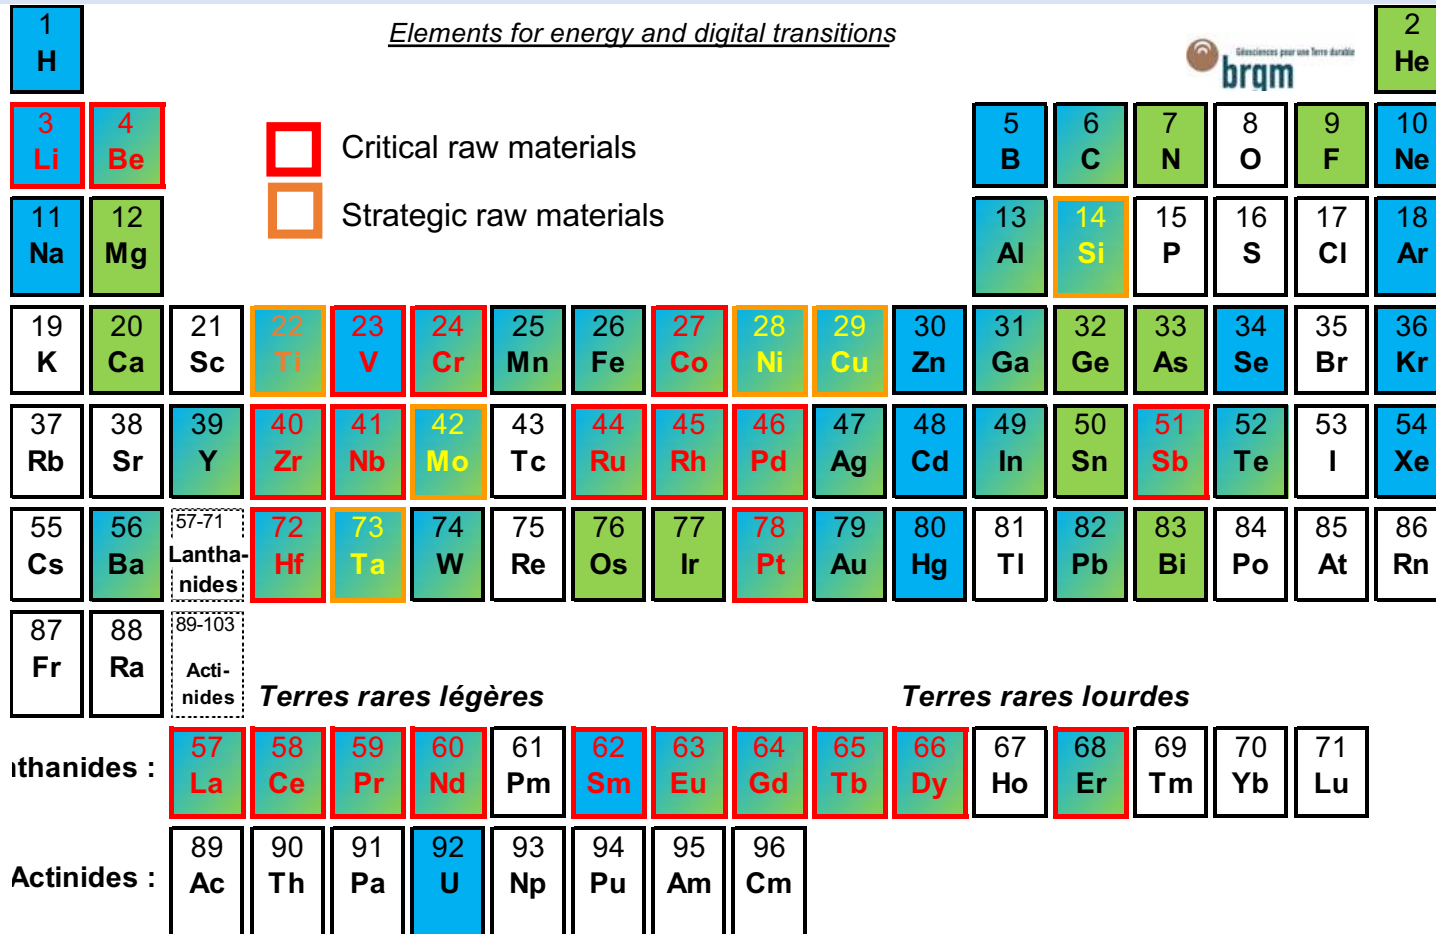 Elements for energy and digital transitions
Géosciences pour une Terre durable
brgm
1 2
H He
3 4 5 6 7 8 9 10
Li Be B C N O F Ne
Critical raw materials
Strategic raw materials
11 12 13 14 15 16 17 18
Na Mg Al Si P S Cl Ar
19 20 21 22 23 24 25 26 27 28 29 30 31 32 33 34 35 36
K Ca Sc Ti V Cr Mn Fe Co Ni Cu Zn Ga Ge As Se Br Kr
37 38 39 40 41 42 43 44 45 46 47 48 49 50 51 52 53 54
Rb Sr Y Zr Nb Mo Tc Ru Rh Pd Ag Cd In Sn Sb Te I Xe
55 56 57-71 72 73 74 75 76 77 78 79 80 81 82 83 84 85 86
Cs Ba Lantha- Hf Ta W Re Os Ir Pt Au Hg Tl Pb Bi Po At Rn
nides
87 88 89-103
Fr Ra Acti-
nides
Terres rares légères Terres rares lourdes
57 58 59 60 61 62 63 64 65 66 67 68 69 70 71
nthanides : La Ce Pr Nd Pm Sm Eu Gd Tb Dy Ho Er Tm Yb Lu
89 90 91 92 93 94 95 96
Actinides : Ac Th Pa U Np Pu Am Cm